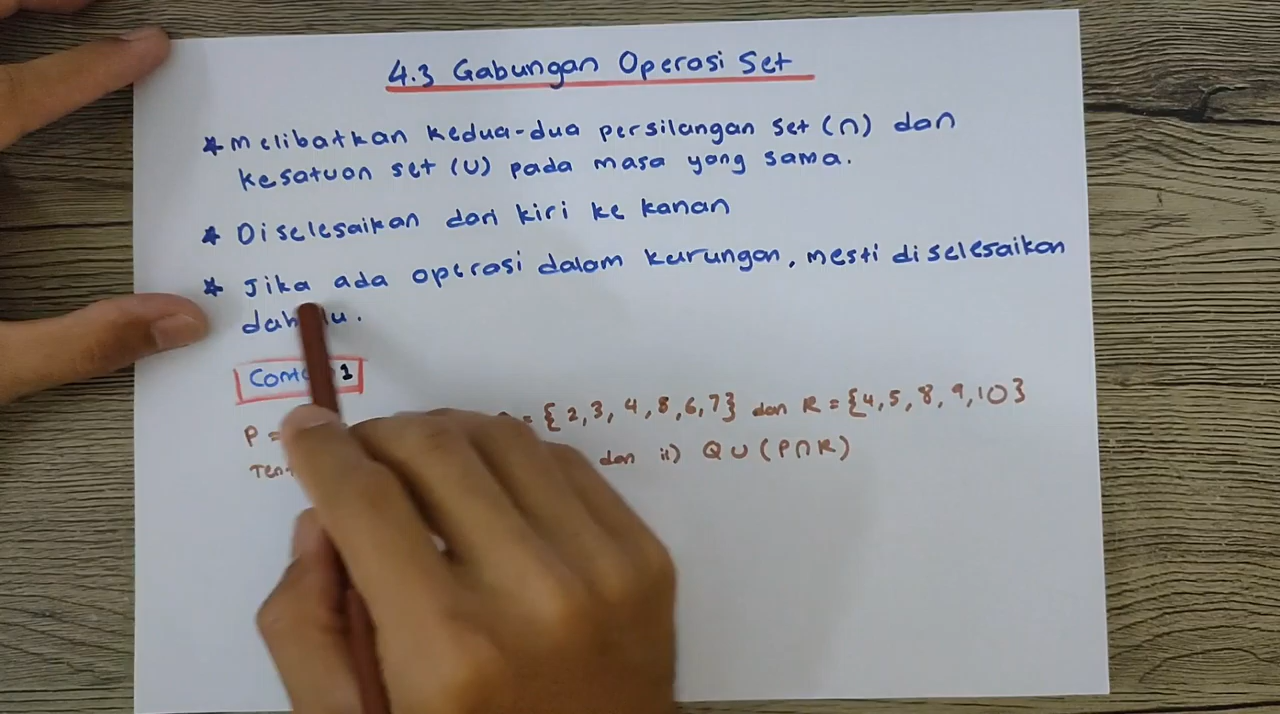 4.3 Gabungan Operasi Set
* Melibatkan kedua-dua persilangan set (∩) dan
kesatuan set (∪) pada masa yang sama.
* Diselesaikan dari kiri ke kanan
* Jika ada operasi dalam kurungan, mesti diselesaikan
1
P = = {2,3, 4,5,6,7} dan R = {4,5,8,9,10}
dan ii) Q∪(P∩R)